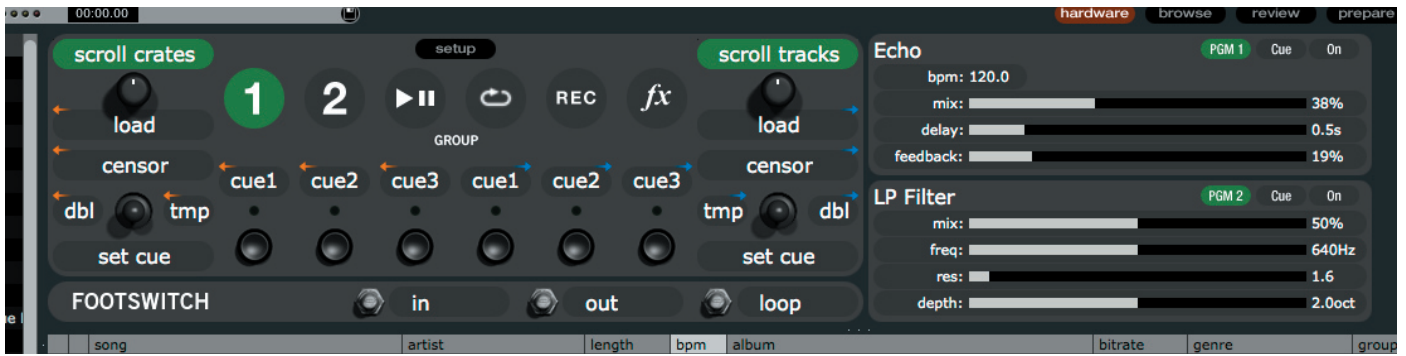 00:00.00 hardware browse review prepare
scroll crates setup scroll tracks
1 2 REC fx
load GROUP load
censor censor
cue1 cue2 cue3 cue1 cue2 cue3
dbl tmp tmp dbl
set cue set cue
FOOTSWITCH in out loop
Echo PGM 1 Cue On
bpm: 120.0
mix: 38%
delay: 0.5s
feedback: 19%
LP Filter PGM 2 Cue On
mix: 50%
freq: 640Hz
res: 1.6
depth: 2.0oct
song artist length bpm album bitrate genre group